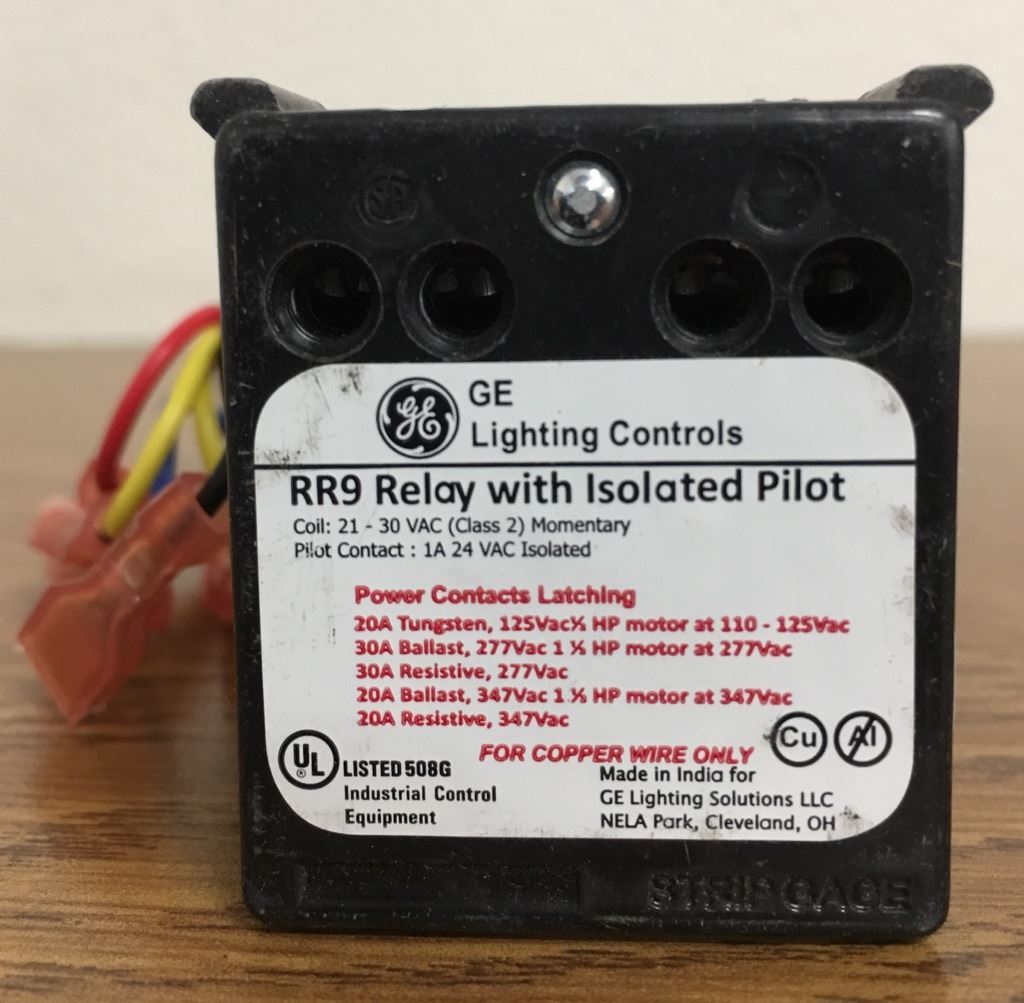 GE
GE
Lighting Controls
RR9 Relay with Isolated Pilot
Coil: 21 - 30 VAC (Class 2) Momentary
Pilot Contact : 1A 24 VAC Isolated
Power Contacts Latching
20A Tungsten, 125Vac½ HP motor at 110 - 125Vac
30A Ballast, 277Vac 1 ½ HP motor at 277Vac
30A Resistive, 277Vac
20A Ballast, 347Vac 1 ½ HP motor at 347Vac
20A Resistive, 347Vac
FOR COPPER WIRE ONLY
Cu Al
UL ® LISTED 508G
Industrial Control
Equipment
Made in India for
GE Lighting Solutions LLC
NELA Park, Cleveland, OH
STRIP GAGE